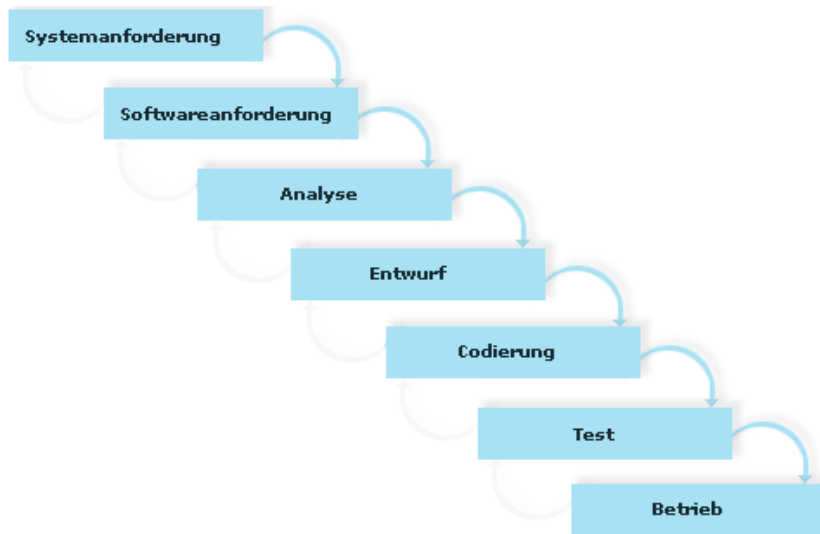 Systemanforderung
Softwareanforderung
Analyse
Entwurf
Codierung
Test
Betrieb